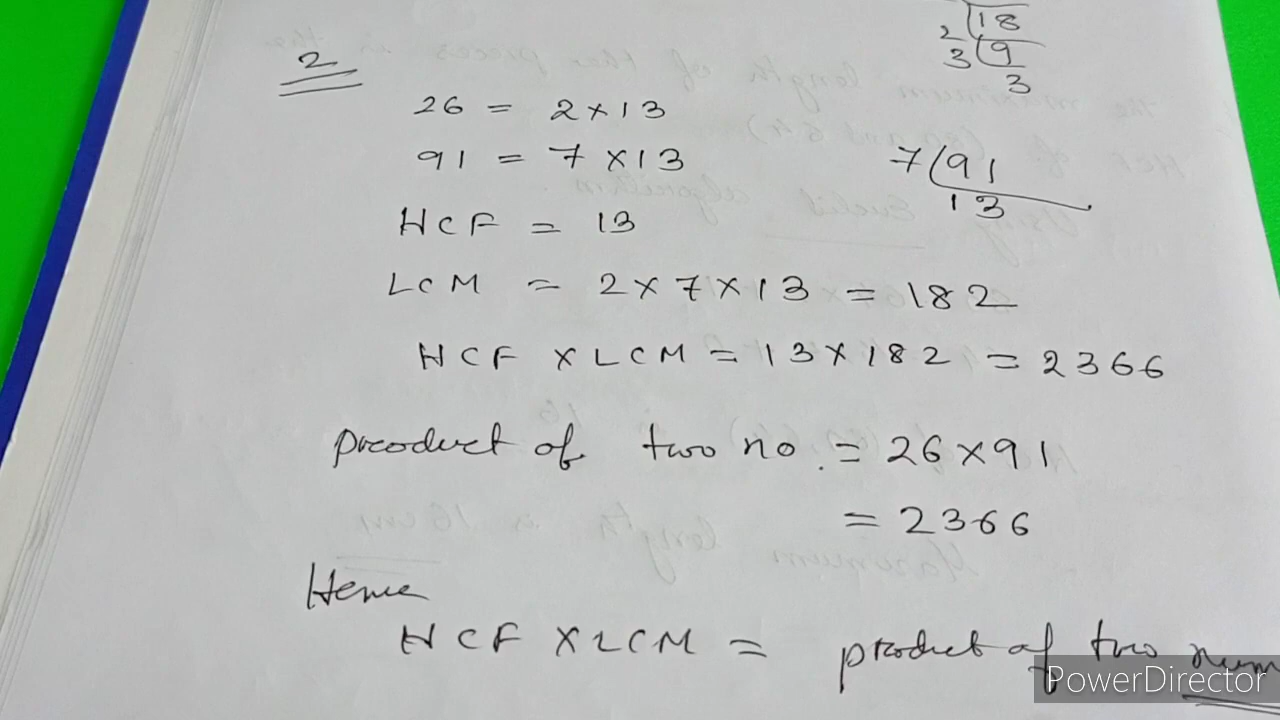 2
2 18
3 9
3
26 = 2 × 13
91 = 7 × 13
7 91
13
HCF = 13
LCM = 2 × 7 × 13 = 182
HCF × LCM = 13 × 182 = 2366
product of two no. = 26 × 91
= 2366
Hence
HCF × LCM = product of two num
PowerDirector